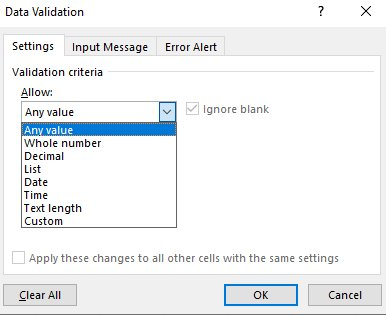 Data Validation ? ×
Settings Input Message Error Alert
Validation criteria
Allow:
Any value Ignore blank
Any value
Whole number
Decimal
List
Date
Time
Text length
Custom
Apply these changes to all other cells with the same settings
Clear All OK Cancel